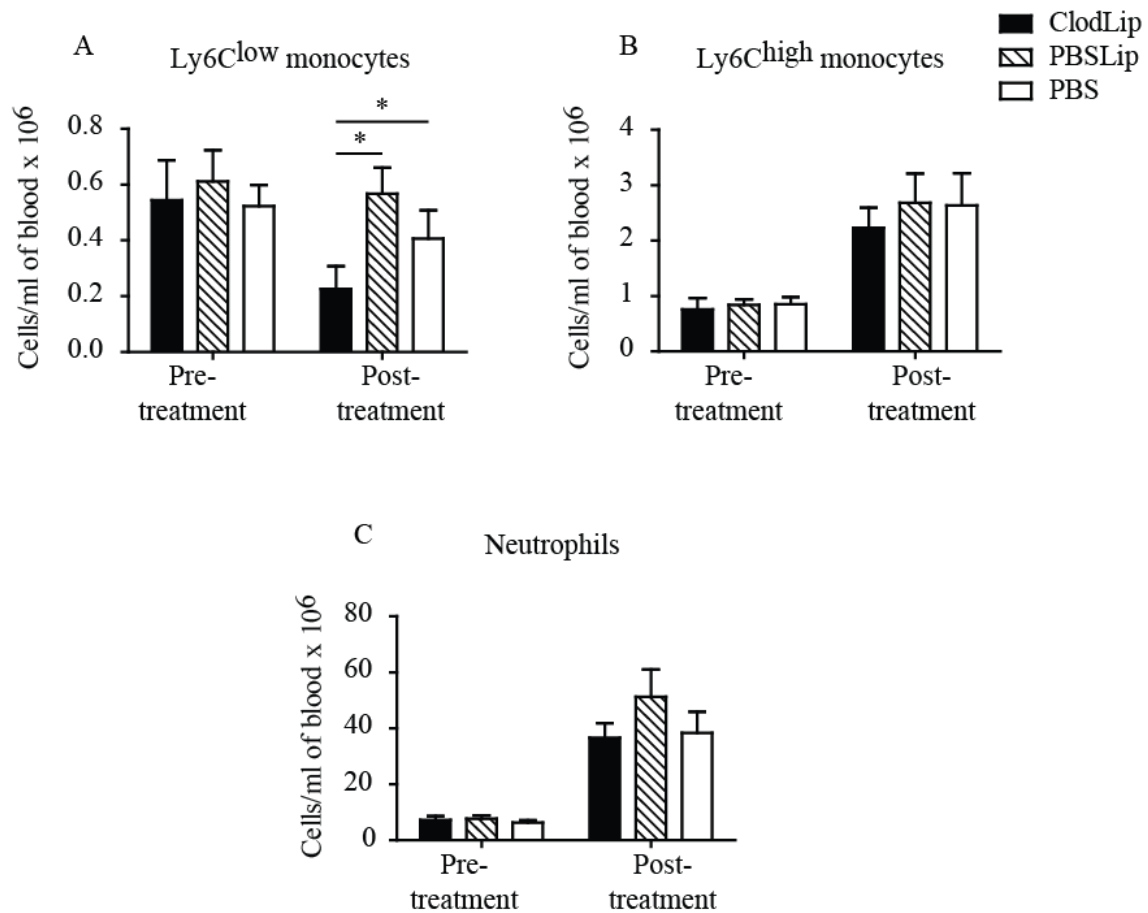 ClodLip
PBSLip
PBS
A
Ly6Clow monocytes
Cells/ml of blood x 106
0.8
0.6
0.4
0.2
0.0
*
*
Pre-
treatment
Post-
treatment
B
Ly6Chigh monocytes
Cells/ml of blood x 106
4
3
2
1
0
Pre-
treatment
Post-
treatment
C
Neutrophils
Cells/ml of blood x 106
80
60
40
20
0
Pre-
treatment
Post-
treatment